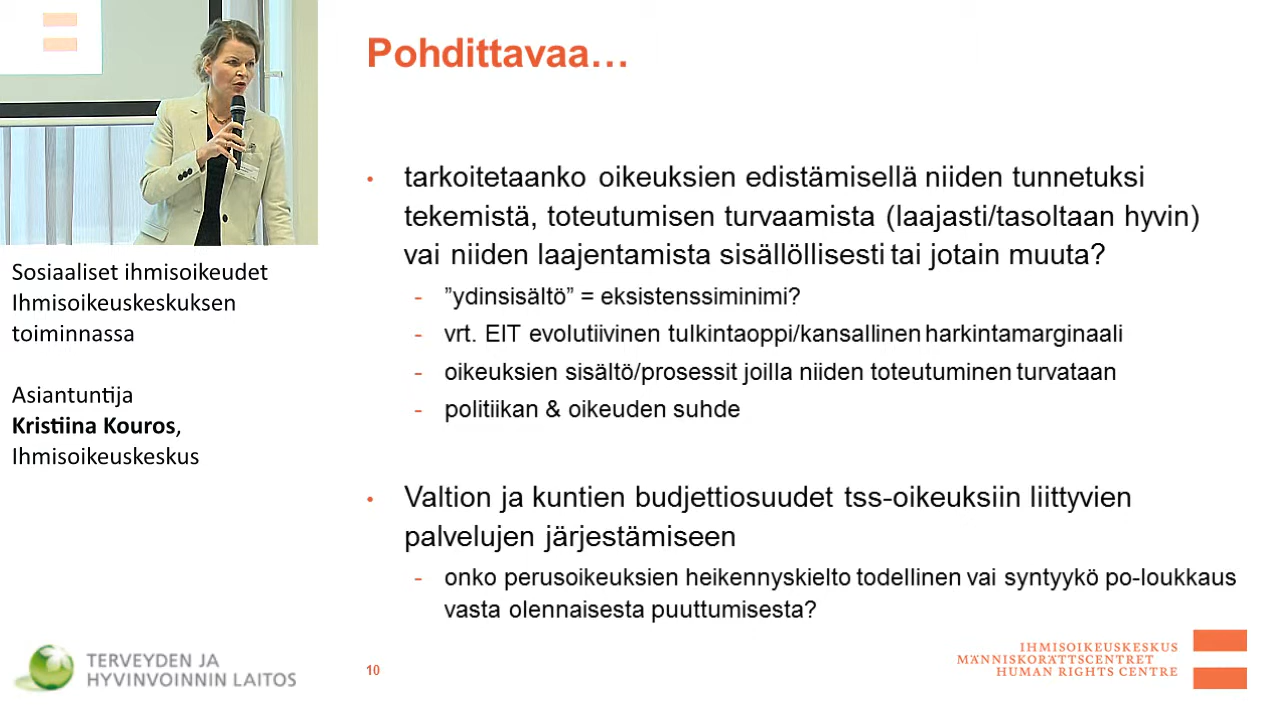 Pohdittavaa…
• tarkoitetaanko oikeuksien edistämisellä niiden tunnetuksi
tekemistä, toteutumisen turvaamista (laajasti/tasoltaan hyvin)
vai niiden laajentamista sisällöllisesti tai jotain muuta?
- ”ydinsisältö” = eksistenssiminimi?
- vrt. EIT evolutiivinen tulkintaoppi/kansallinen harkintamarginaali
- oikeuksien sisältö/prosessit joilla niiden toteutuminen turvataan
- politiikan & oikeuden suhde
• Valtion ja kuntien budjettiosuudet tss-oikeuksiin liittyvien
palvelujen järjestämiseen
- onko perusoikeuksien heikennyskielto todellinen vai syntyykö po-loukkaus
vasta olennaisesta puuttumisesta?
Sosiaaliset ihmisoikeudet
Ihmisoikeuskeskuksen
toiminnassa
Asiantuntija
Kristiina Kouros,
Ihmisoikeuskeskus
TERVEYDEN JA
HYVINVOINNIN LAITOS
10
IHMISOIKEUSKESKUS
MÄNNISKORÄTTSCENTRET
HUMAN RIGHTS CENTRE